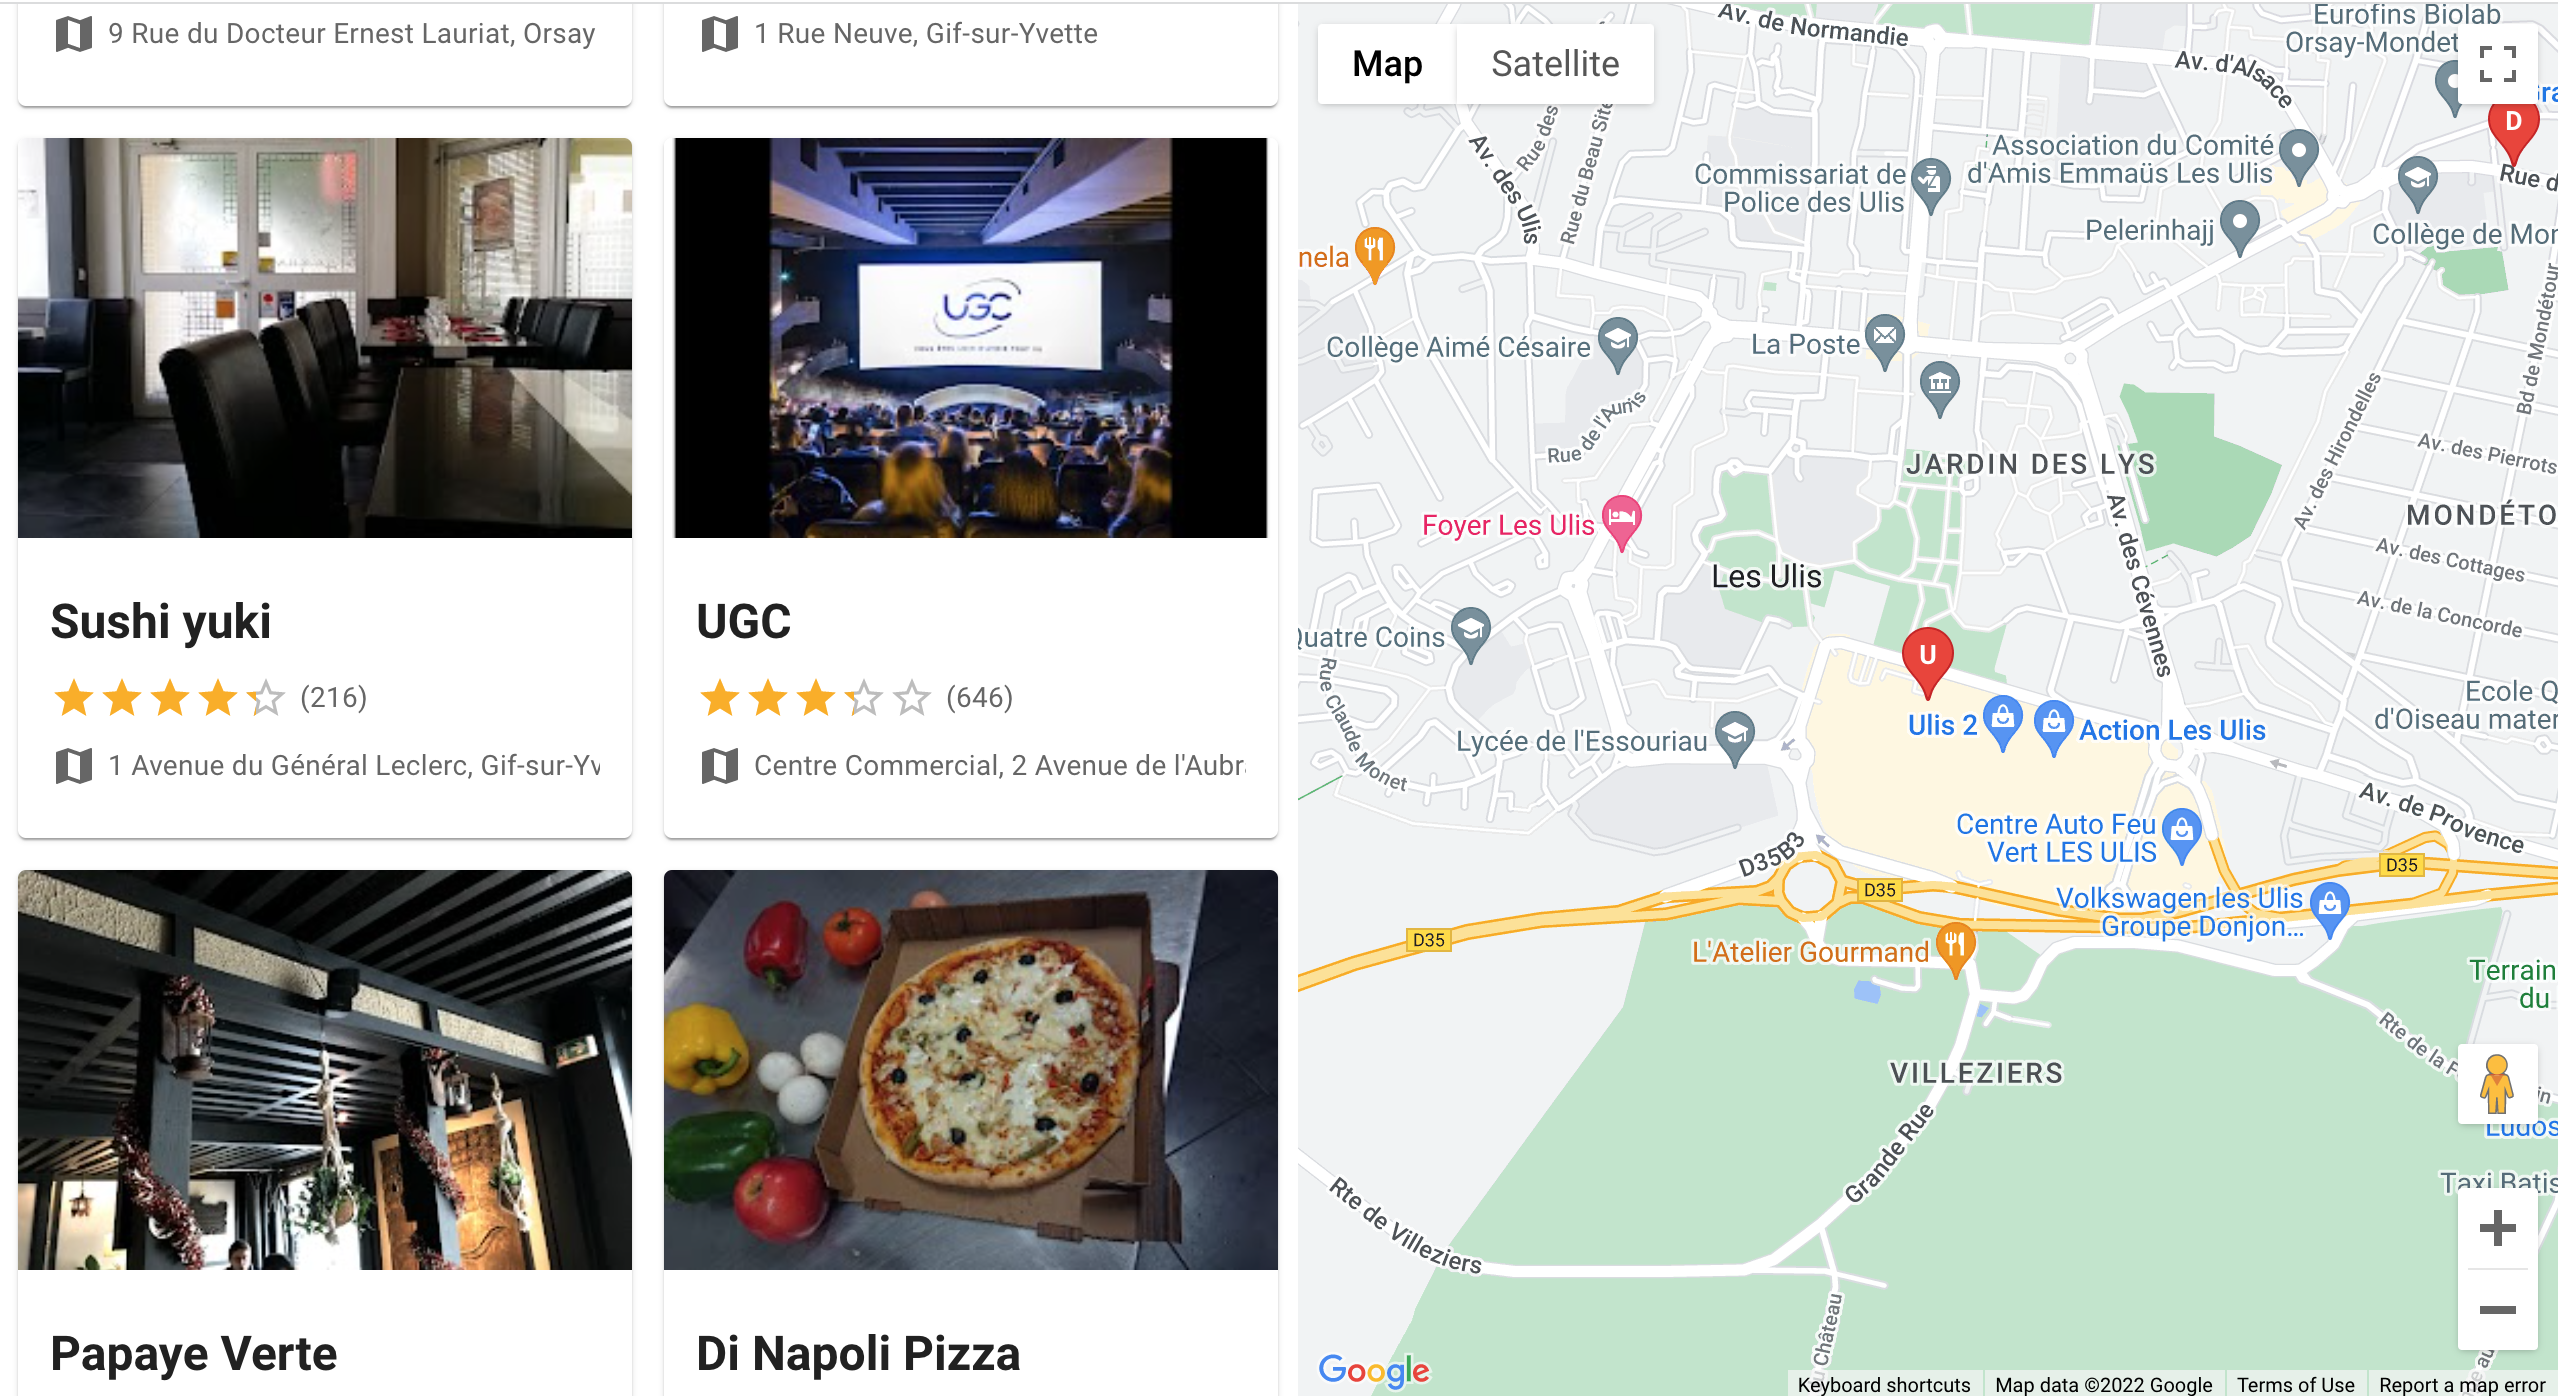 9 Rue du Docteur Ernest Lauriat, Orsay
1 Rue Neuve, Gif-sur-Yvette
UGC
Sushi yuki
(216)
1 Avenue du Général Leclerc, Gif-sur-Yv
UGC
(646)
Centre Commercial, 2 Avenue de l'Aubr
Papaye Verte
Di Napoli Pizza
Map
Satellite
Av. de Normandie
Eurofins Biolab
Orsay-Mondet
Av. d'Alsace
D
Rue d
Rue des
Rue du Beau Site
Av. des Ulis
Commissariat de
Police des Ulis
Association du Comité
d'Amis Emmaüs Les Ulis
Pelerinhajj
Collège de Mon
nela
Collège Aimé Césaire
La Poste
Bd de Mondétour
Rue de l'Aunis
Av. des Hirondelles
Av. des Pierrots
JARDIN DES LYS
MONDÉTO
Foyer Les Ulis
Av. des Cévennes
Av. des Cottages
Les Ulis
Av. de la Concorde
Quatre Coins
U
Rue Claude Monet
Ulis 2
Action Les Ulis
Ecole Q
d'Oiseau mater
Lycée de l'Essouriau
Av. de Provence
Centre Auto Feu
Vert LES ULIS
D35B3
D35
D35
Volkswagen les Ulis
Groupe Donjon...
D35
L'Atelier Gourmand
Terrain
du
Rte de la F
VILLEZIERS
in
Ludos
Grande Rue
Taxi Batis
Rte de Villeziers
u Château
Google
Keyboard shortcuts
Map data ©2022 Google
Terms of Use
Report a map error